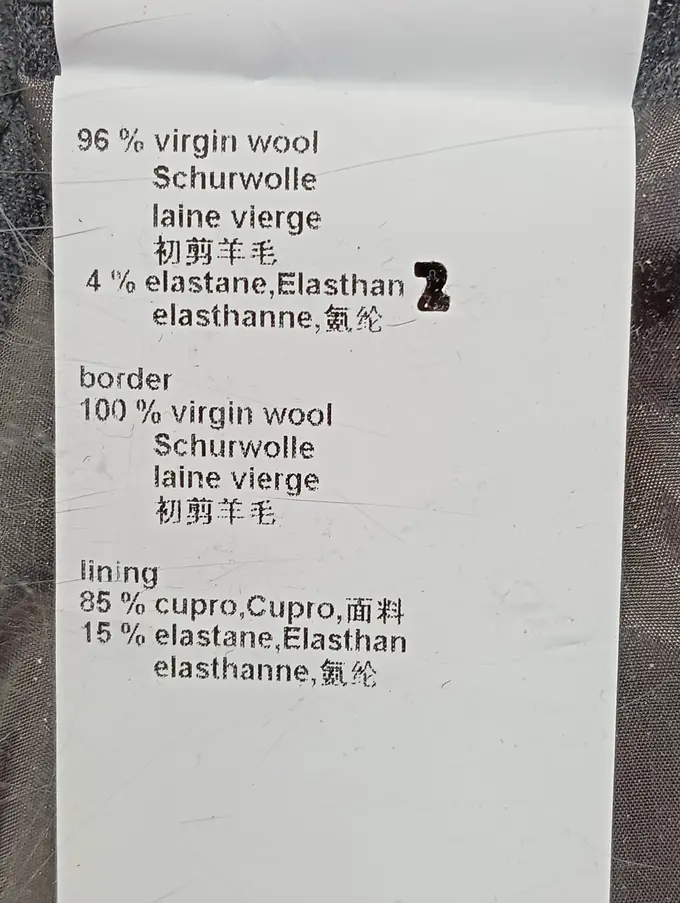 96 % virgin wool
Schurwolle
laine vierge
初剪羊毛
4 % elastane,Elasthan 2
elasthanne,氨纶
border
100 % virgin wool
Schurwolle
laine vierge
初剪羊毛
lining
85 % cupro,Cupro,面料
15 % elastane,Elasthan
elasthanne,氨纶